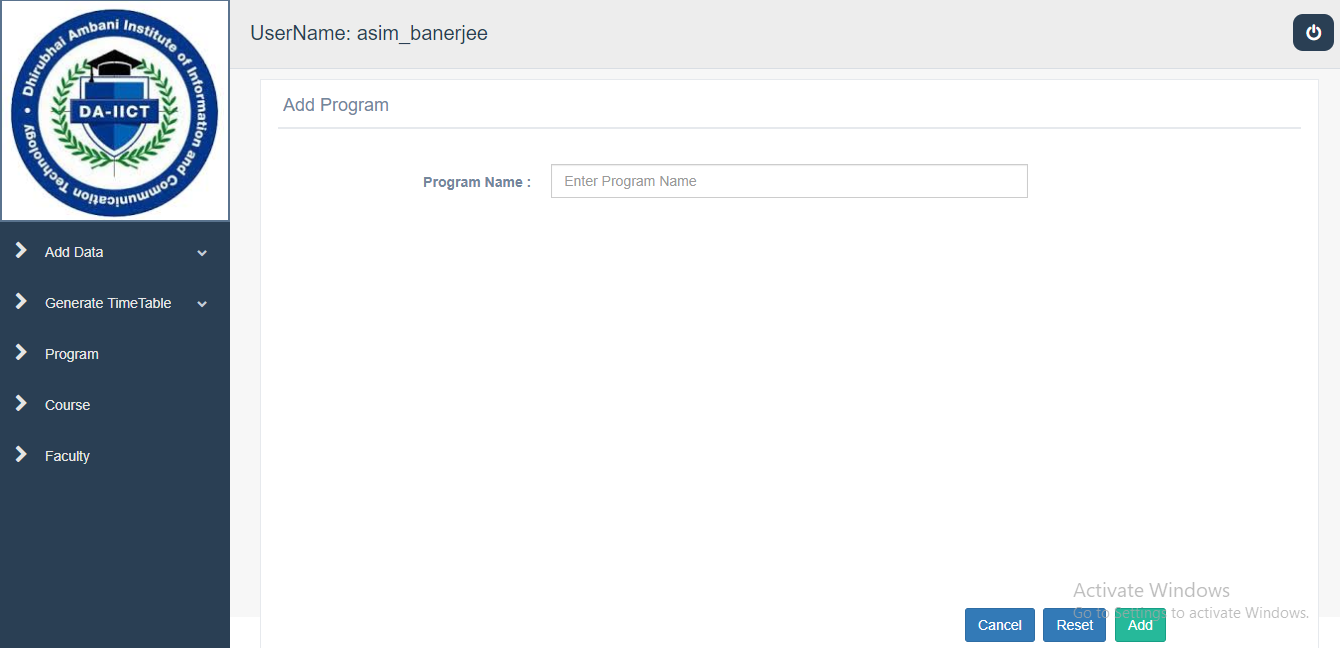 Dhirubhai Ambani Institute of Information and Communication Technology
DA-IICT
UserName: asim_banerjee
Add Data
Generate TimeTable
Program
Course
Faculty
Add Program
Program Name :
Enter Program Name
Activate Windows
Go to Settings to activate Windows.
Cancel
Reset
Add